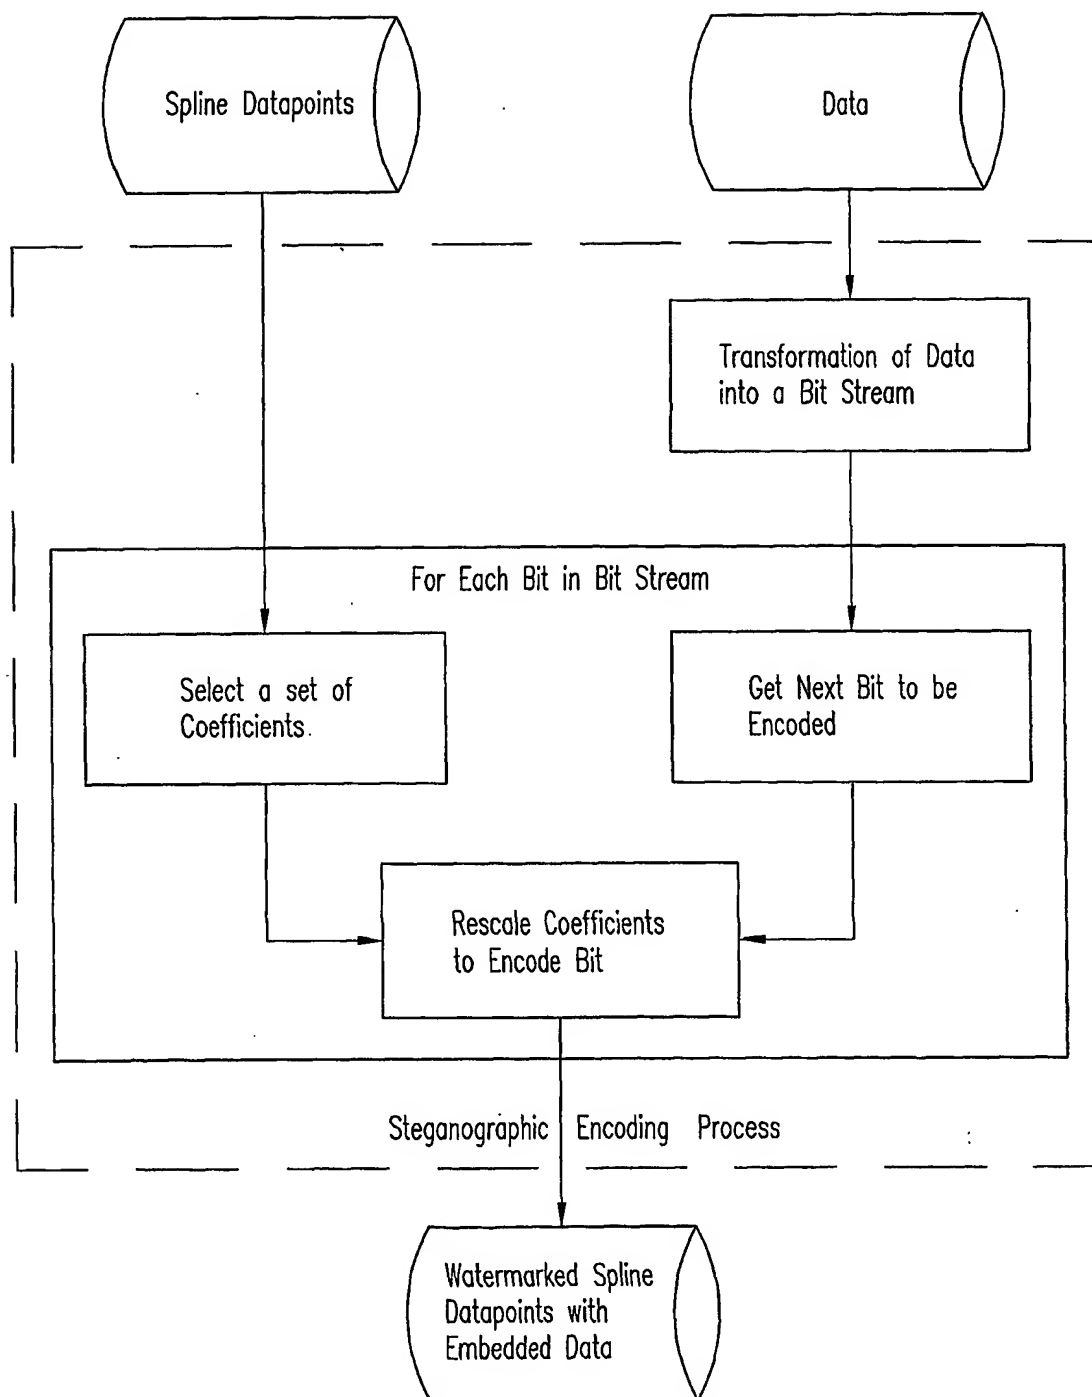 Spline Datapoints
Data
Transformation of Data
into a Bit Stream
For Each Bit in Bit Stream
Select a set of
Coefficients.
Get Next Bit to be
Encoded
Rescale Coefficients
to Encode Bit
Steganographic Encoding Process
Watermarked Spline
Datapoints with
Embedded Data